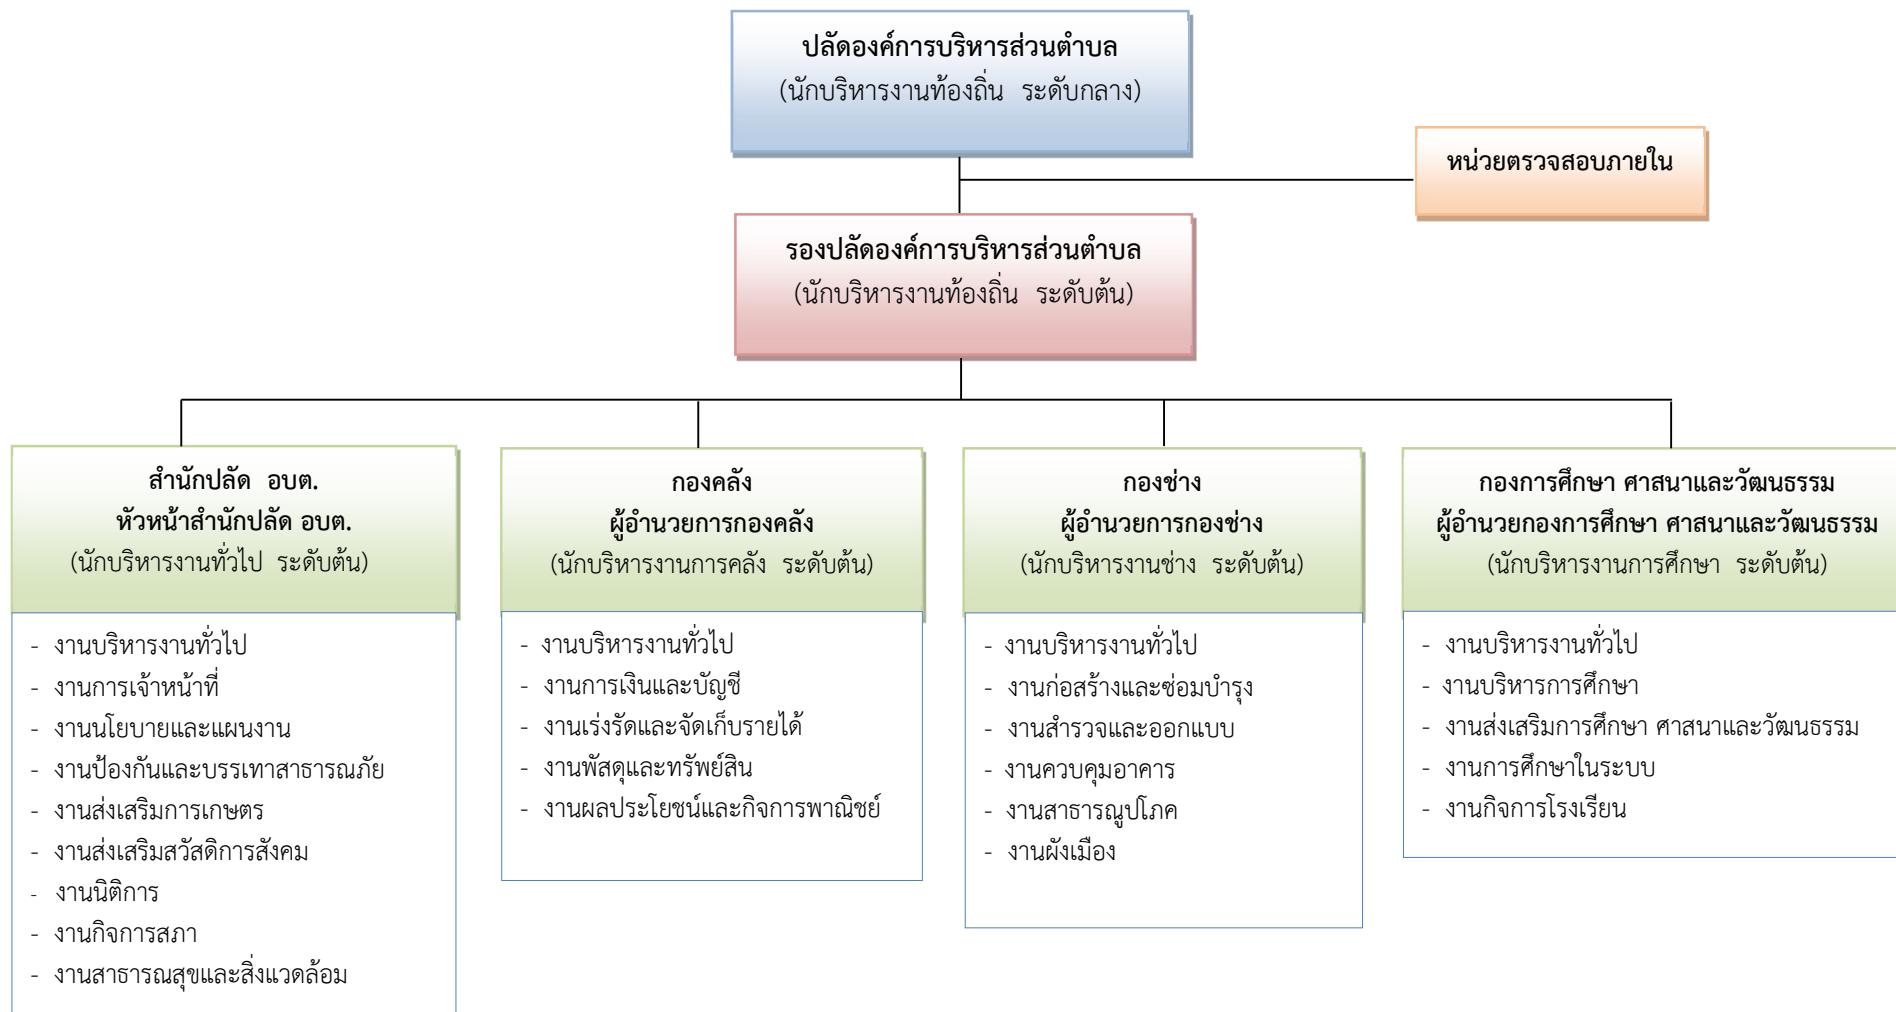 ปลัดองค์การบริหารส่วนตำบล
(นักบริหารงานท้องถิ่น ระดับกลาง)
หน่วยตรวจสอบภายใน
รองปลัดองค์การบริหารส่วนตำบล
(นักบริหารงานท้องถิ่น ระดับต้น)
สำนักปลัด อบต.
หัวหน้าสำนักปลัด อบต.
(นักบริหารงานทั่วไป ระดับต้น)
- งานบริหารงานทั่วไป
- งานการเจ้าหน้าที่
- งานนโยบายและแผนงาน
- งานป้องกันและบรรเทาสาธารณภัย
- งานส่งเสริมการเกษตร
- งานส่งเสริมสวัสดิการสังคม
- งานนิติการ
- งานกิจการสภา
- งานสาธารณสุขและสิ่งแวดล้อม
กองคลัง
ผู้อำนวยการกองคลัง
(นักบริหารงานการคลัง ระดับต้น)
- งานบริหารงานทั่วไป
- งานการเงินและบัญชี
- งานเร่งรัดและจัดเก็บรายได้
- งานพัสดุและทรัพย์สิน
- งานผลประโยชน์และกิจการพาณิชย์
กองช่าง
ผู้อำนวยการกองช่าง
(นักบริหารงานช่าง ระดับต้น)
- งานบริหารงานทั่วไป
- งานก่อสร้างและซ่อมบำรุง
- งานสำรวจและออกแบบ
- งานควบคุมอาคาร
- งานสาธารณูปโภค
- งานผังเมือง
กองการศึกษา ศาสนาและวัฒนธรรม
ผู้อำนวยกองการศึกษา ศาสนาและวัฒนธรรม
(นักบริหารงานการศึกษา ระดับต้น)
- งานบริหารงานทั่วไป
- งานบริหารการศึกษา
- งานส่งเสริมการศึกษา ศาสนาและวัฒนธรรม
- งานการศึกษาในระบบ
- งานกิจการโรงเรียน